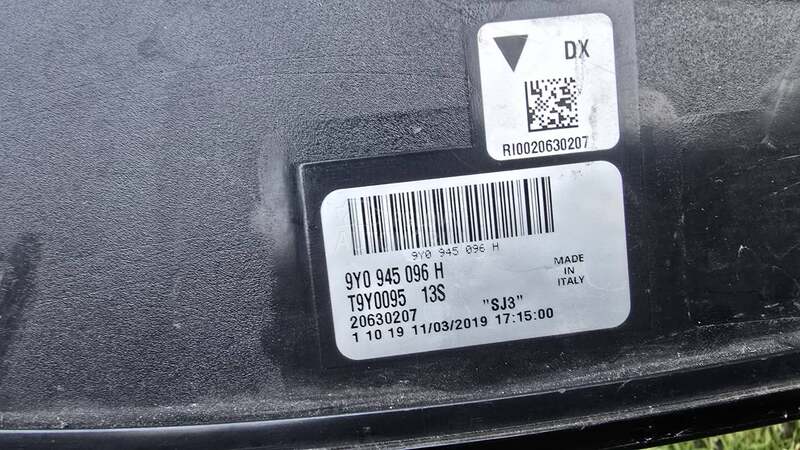 DX
RI0020630207
9Y0 945 096 H
9Y0 945 096 H
T9Y0095 13S
20630207 "SJ3"
1 10 19 11/03/2019 17:15:00
MADE
IN
ITALY